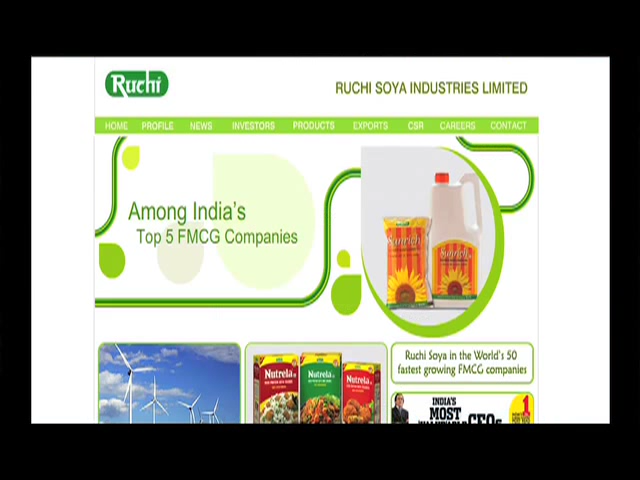 Ruchi
RUCHI SOYA INDUSTRIES LIMITED
HOME PROFILE NEWS INVESTORS PRODUCTS EXPORTS CSR CAREERS CONTACT
Among India's
Top 5 FMCG Companies
Sunrich
Sunrich
Nutrela
Nutrela
Nutrela
Ruchi Soya in the World's 50
fastest growing FMCG companies
INDIA'S
MOST